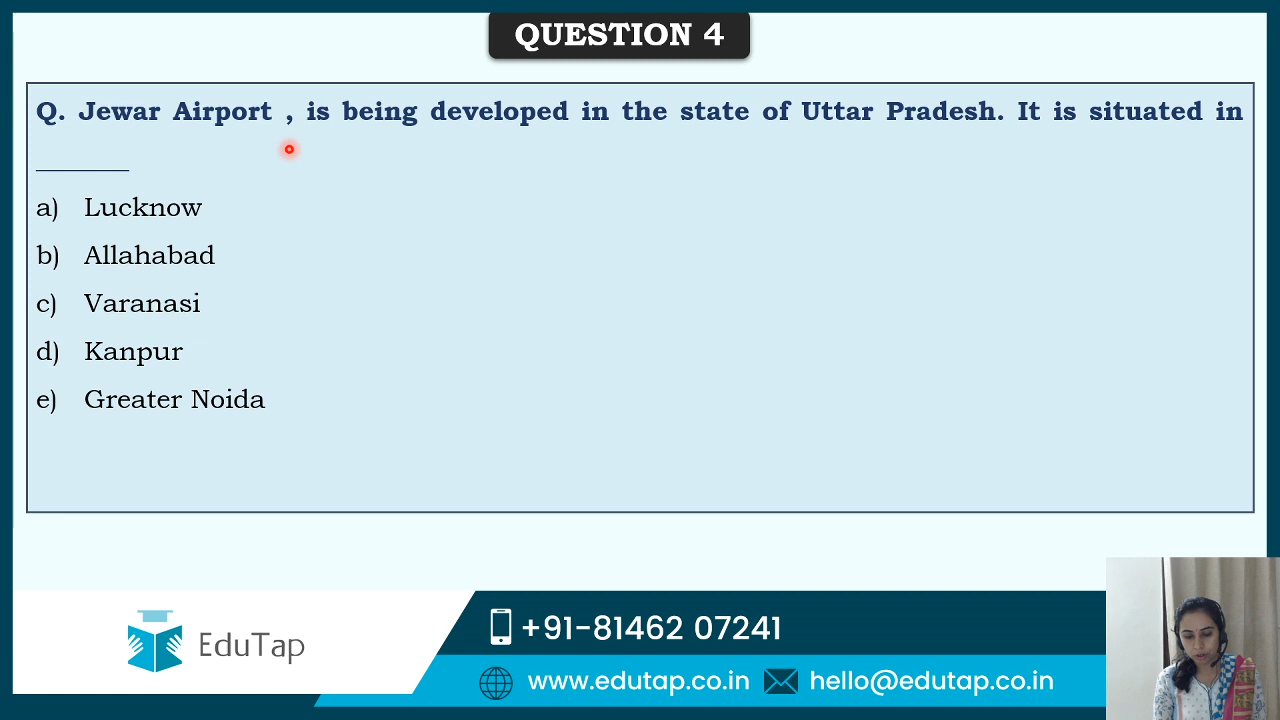 QUESTION 4
Q. Jewar Airport , is being developed in the state of Uttar Pradesh. It is situated in
_______
a) Lucknow
b) Allahabad
c) Varanasi
d) Kanpur
e) Greater Noida
EduTap
+91-81462 07241
www.edutap.co.in hello@edutap.co.in